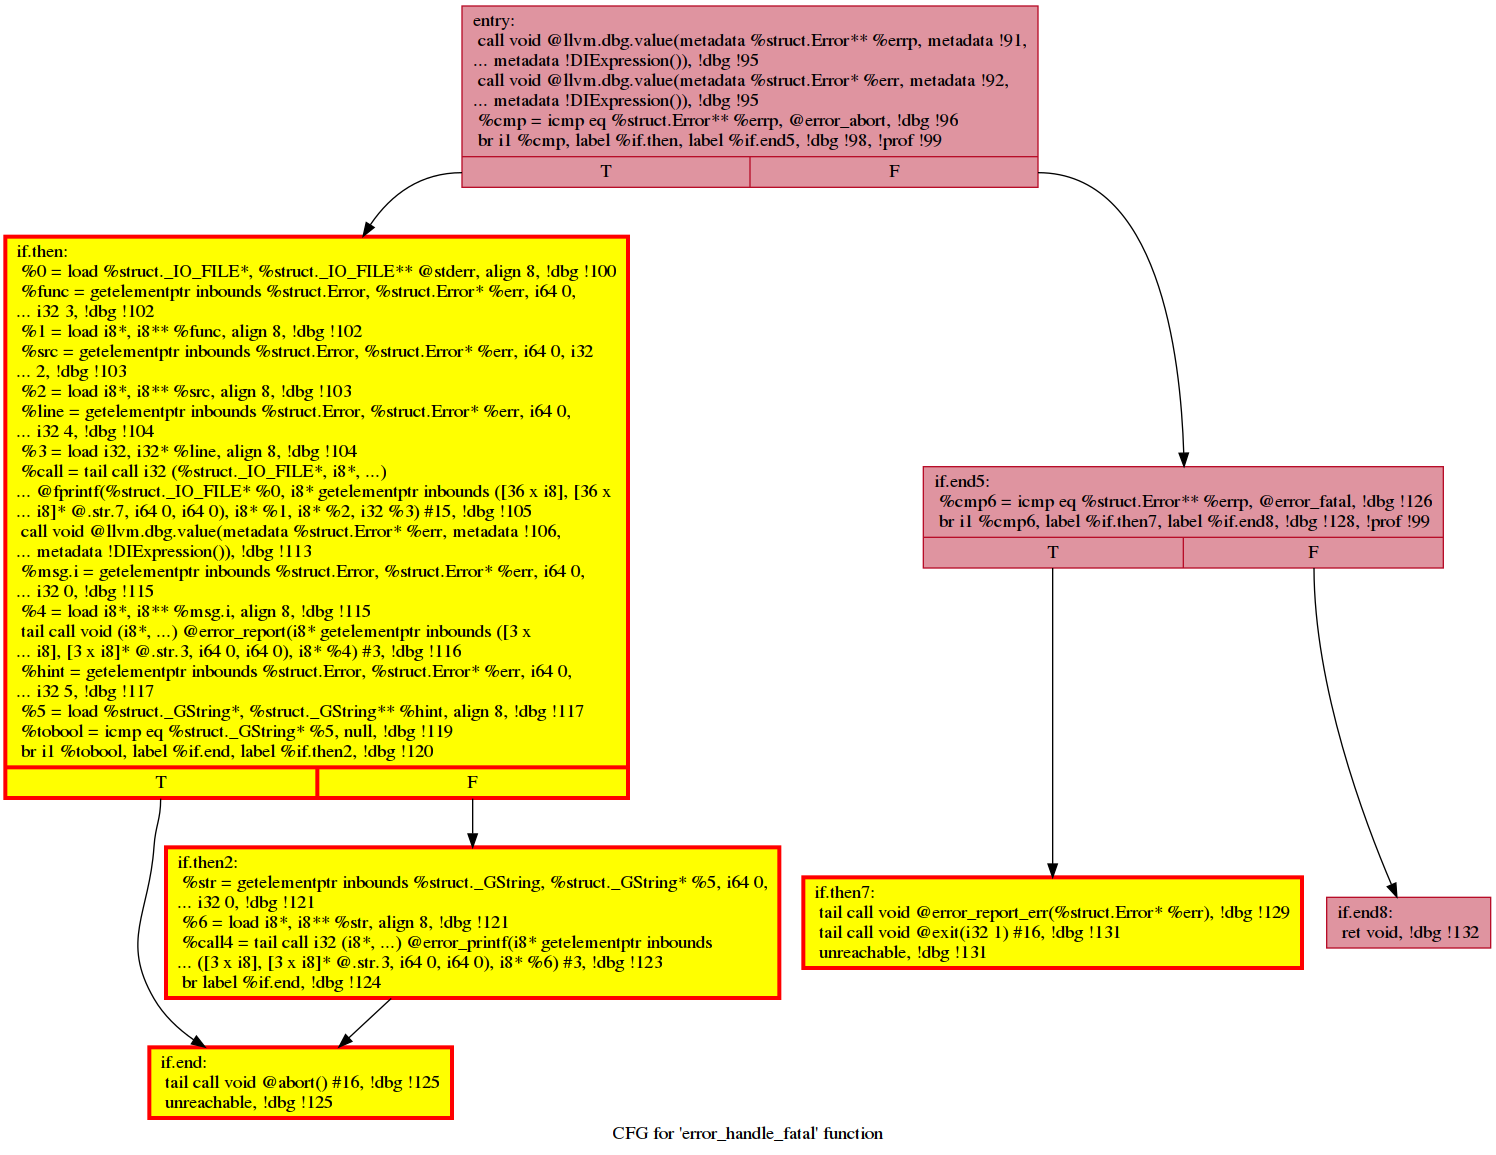 entry:
call void @llvm.dbg.value(metadata %struct.Error** %errp, metadata !91,
... metadata !DIExpression()), !dbg !95
call void @llvm.dbg.value(metadata %struct.Error* %err, metadata !92,
... metadata !DIExpression()), !dbg !95
%cmp = icmp eq %struct.Error** %errp, @error_abort, !dbg !96
br i1 %cmp, label %if.then, label %if.end5, !dbg !98, !prof !99
T F
if.then:
%0 = load %struct._IO_FILE*, %struct._IO_FILE** @stderr, align 8, !dbg !100
%func = getelementptr inbounds %struct.Error, %struct.Error* %err, i64 0,
... i32 3, !dbg !102
%1 = load i8*, i8** %func, align 8, !dbg !102
%src = getelementptr inbounds %struct.Error, %struct.Error* %err, i64 0, i32
... 2, !dbg !103
%2 = load i8*, i8** %src, align 8, !dbg !103
%line = getelementptr inbounds %struct.Error, %struct.Error* %err, i64 0,
... i32 4, !dbg !104
%3 = load i32, i32* %line, align 8, !dbg !104
%call = tail call i32 (%struct._IO_FILE*, i8*, ...)
... @fprintf(%struct._IO_FILE* %0, i8* getelementptr inbounds ([36 x i8], [36 x
... i8]* @.str.7, i64 0, i64 0), i8* %1, i8* %2, i32 %3) #15, !dbg !105
call void @llvm.dbg.value(metadata %struct.Error* %err, metadata !106,
... metadata !DIExpression()), !dbg !113
%msg.i = getelementptr inbounds %struct.Error, %struct.Error* %err, i64 0,
... i32 0, !dbg !115
%4 = load i8*, i8** %msg.i, align 8, !dbg !115
tail call void (i8*, ...) @error_report(i8* getelementptr inbounds ([3 x
... i8], [3 x i8]* @.str.3, i64 0, i64 0), i8* %4) #3, !dbg !116
%hint = getelementptr inbounds %struct.Error, %struct.Error* %err, i64 0,
... i32 5, !dbg !117
%5 = load %struct._GString*, %struct._GString** %hint, align 8, !dbg !117
%tobool = icmp eq %struct._GString* %5, null, !dbg !119
br i1 %tobool, label %if.end, label %if.then2, !dbg !120
T F
if.end5:
%cmp6 = icmp eq %struct.Error** %errp, @error_fatal, !dbg !126
br i1 %cmp6, label %if.then7, label %if.end8, !dbg !128, !prof !99
T F
if.then2:
%str = getelementptr inbounds %struct._GString, %struct._GString* %5, i64 0,
... i32 0, !dbg !121
%6 = load i8*, i8** %str, align 8, !dbg !121
%call4 = tail call i32 (i8*, ...) @error_printf(i8* getelementptr inbounds
... ([3 x i8], [3 x i8]* @.str.3, i64 0, i64 0), i8* %6) #3, !dbg !123
br label %if.end, !dbg !124
if.then7:
tail call void @error_report_err(%struct.Error* %err), !dbg !129
tail call void @exit(i32 1) #16, !dbg !131
unreachable, !dbg !131
if.end8:
ret void, !dbg !132
if.end:
tail call void @abort() #16, !dbg !125
unreachable, !dbg !125
CFG for 'error_handle_fatal' function